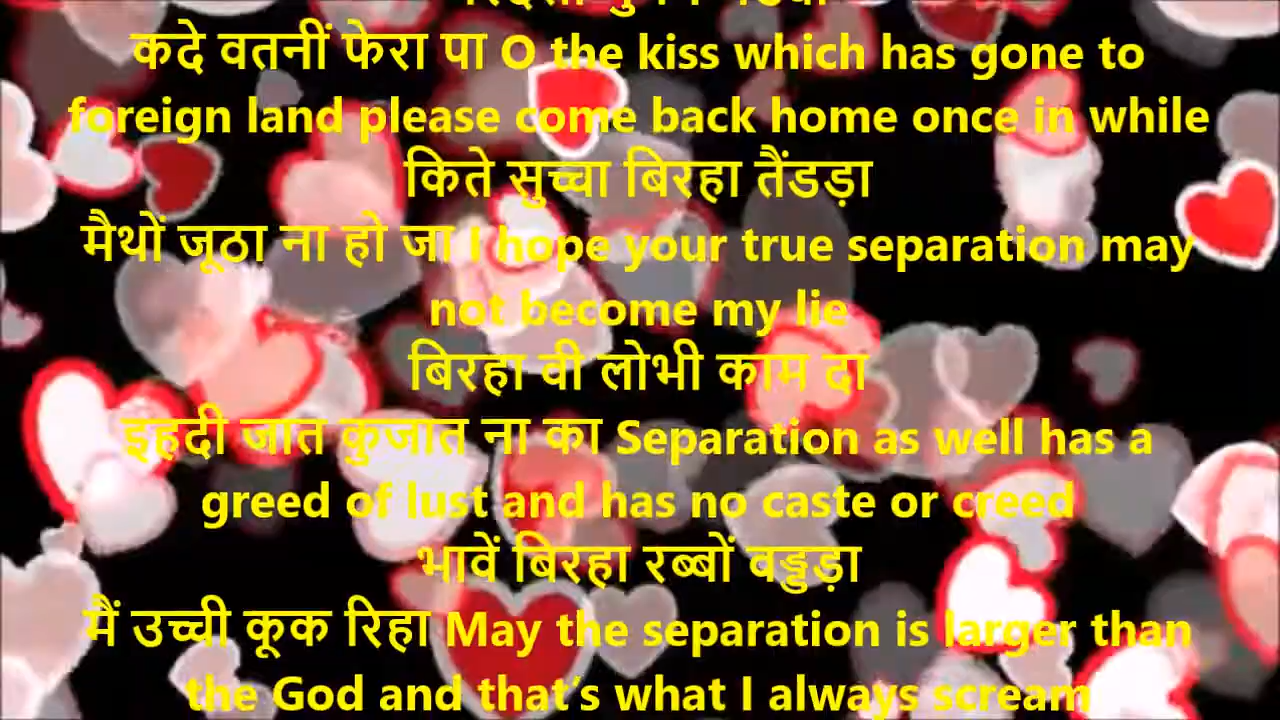 कदे वतनीं फेरा पा O the kiss which has gone to
foreign land please come back home once in while
किते सुच्चा बिरहा तैंडड़ा
मैथों जूठा ना हो जा I hope your true separation may
not become my lie
बिरहा वी लोभी काम दा
इहदी जात कुजात ना का Separation as well has a
greed of lust and has no caste or creed
भावें बिरहा रब्बों वड्डड़ा
मैं उच्ची कूक रिहा May the separation is larger than
the God and that’s what I always scream